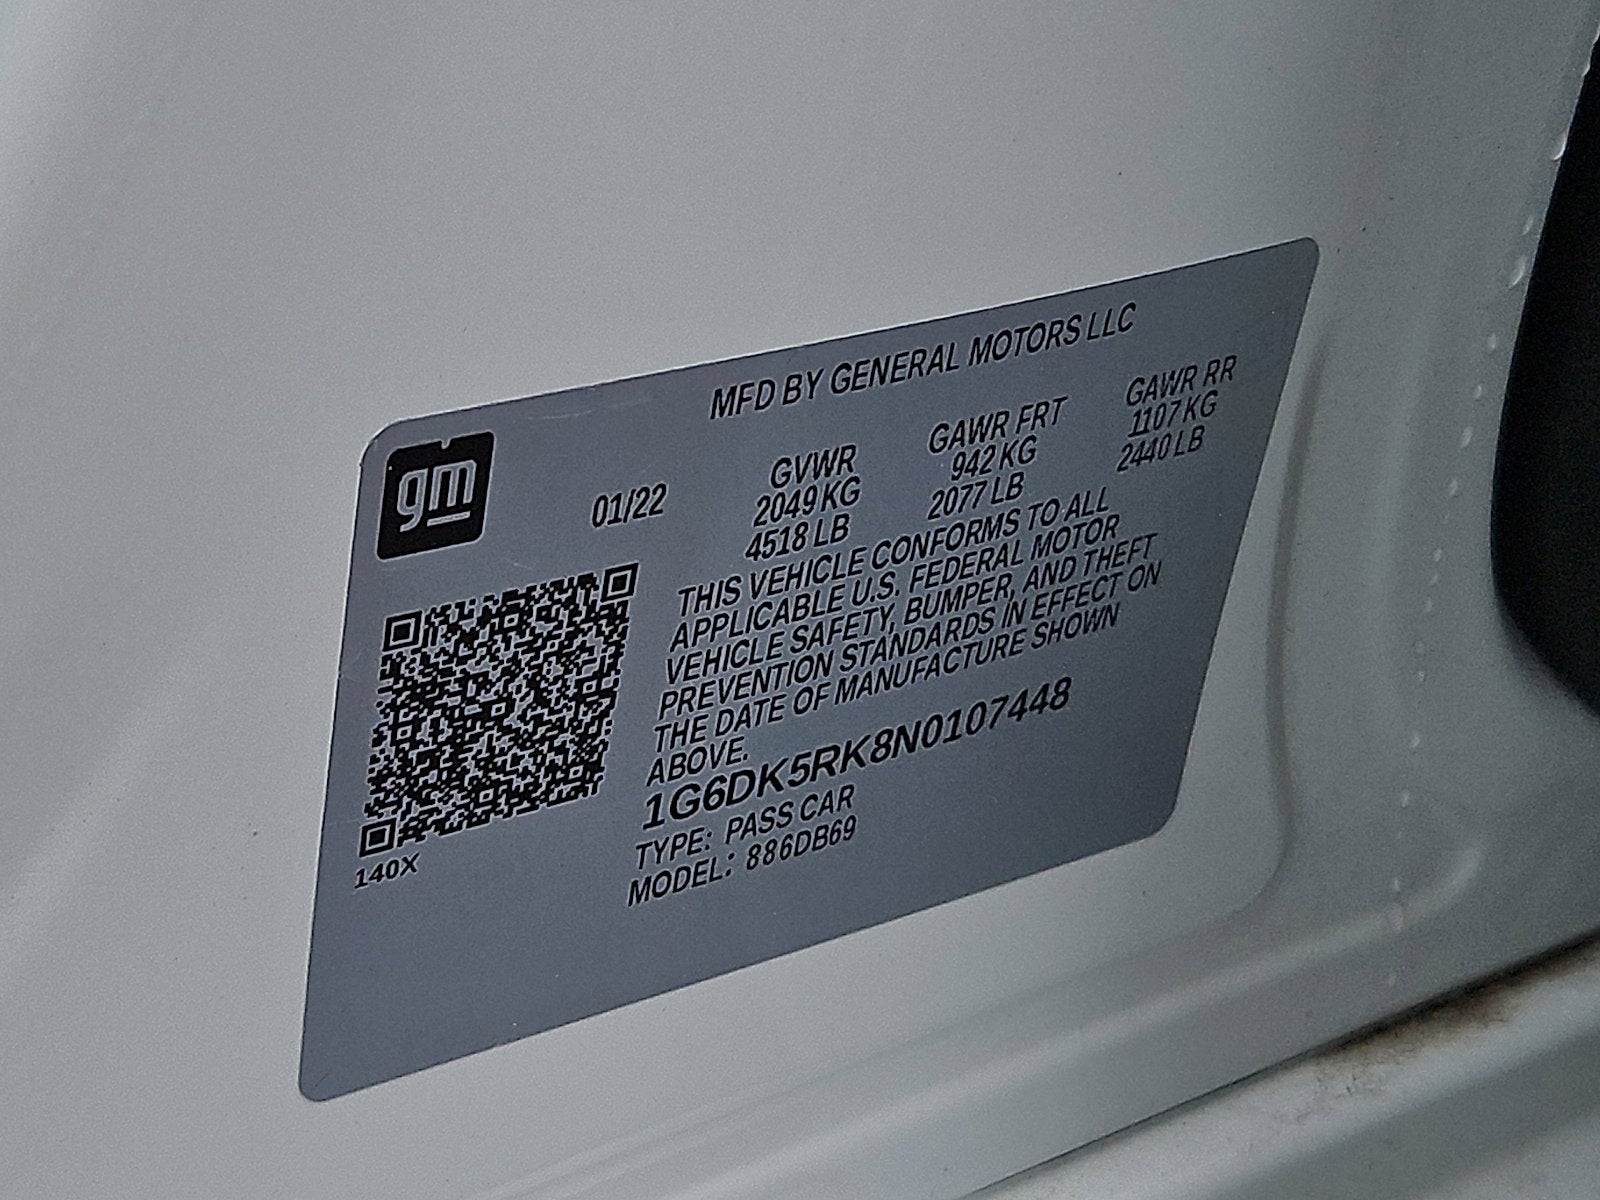 MFD BY GENERAL MOTORS LLC
gm
01/22
GVWR
2049 KG
4518 LB
GAWR FRT
942 KG
2077 LB
GAWR RR
1107 KG
2440 LB
THIS VEHICLE CONFORMS TO ALL
APPLICABLE U.S. FEDERAL MOTOR
VEHICLE SAFETY, BUMPER, AND THEFT
PREVENTION STANDARDS IN EFFECT ON
THE DATE OF MANUFACTURE SHOWN
ABOVE.
1G6DK5RK8N0107448
TYPE: PASS CAR
MODEL: 886DB69
140X